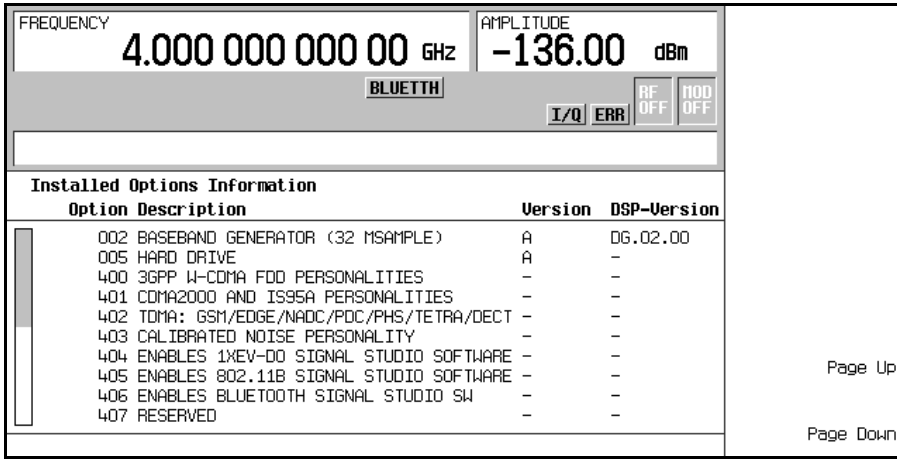 FREQUENCY
4.000 000 000 00 GHz
AMPLITUDE
-136.00 dBm
BLUETTH
I/Q ERR
RF OFF
MOD OFF
Installed Options Information
Option Description Version DSP-Version
002 BASEBAND GENERATOR (32 MSAMPLE) A DG.02.00
005 HARD DRIVE A -
400 3GPP W-CDMA FDD PERSONALITIES - -
401 CDMA2000 AND IS95A PERSONALITIES - -
402 TDMA: GSM/EDGE/NADC/PDC/PHS/TETRA/DECT - -
403 CALIBRATED NOISE PERSONALITY - -
404 ENABLES 1XEV-DO SIGNAL STUDIO SOFTWARE - -
405 ENABLES 802.11B SIGNAL STUDIO SOFTWARE - -
406 ENABLES BLUETOOTH SIGNAL STUDIO SW - -
407 RESERVED - -
Page Up
Page Down